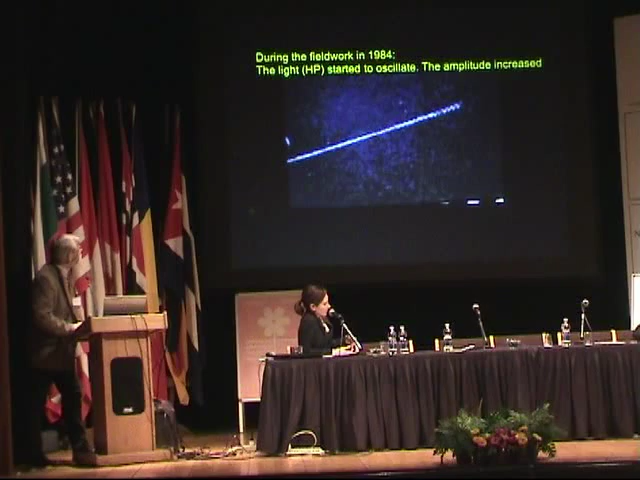 During the fieldwork in 1984:
The light (HP) started to oscillate. The amplitude increased